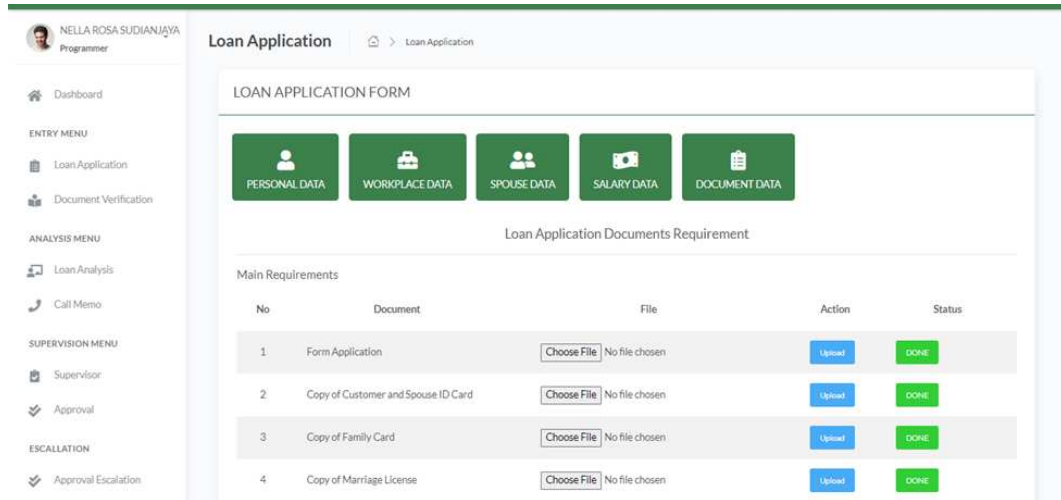 NELLA ROSA SUDIANJAYA
Programmer
Dashboard
ENTRY MENU
Loan Application
Document Verification
ANALYSIS MENU
Loan Analysis
Call Memo
SUPERVISION MENU
Supervisor
Approval
ESCALLATION
Approval Escalation
Loan Application > Loan Application
LOAN APPLICATION FORM
PERSONAL DATA WORKPLACE DATA SPOUSE DATA SALARY DATA DOCUMENT DATA
Loan Application Documents Requirement
Main Requirements
No Document File Action Status
1 Form Application Choose File No file chosen Upload DONE
2 Copy of Customer and Spouse ID Card Choose File No file chosen Upload DONE
3 Copy of Family Card Choose File No file chosen Upload DONE
4 Copy of Marriage License Choose File No file chosen Upload DONE